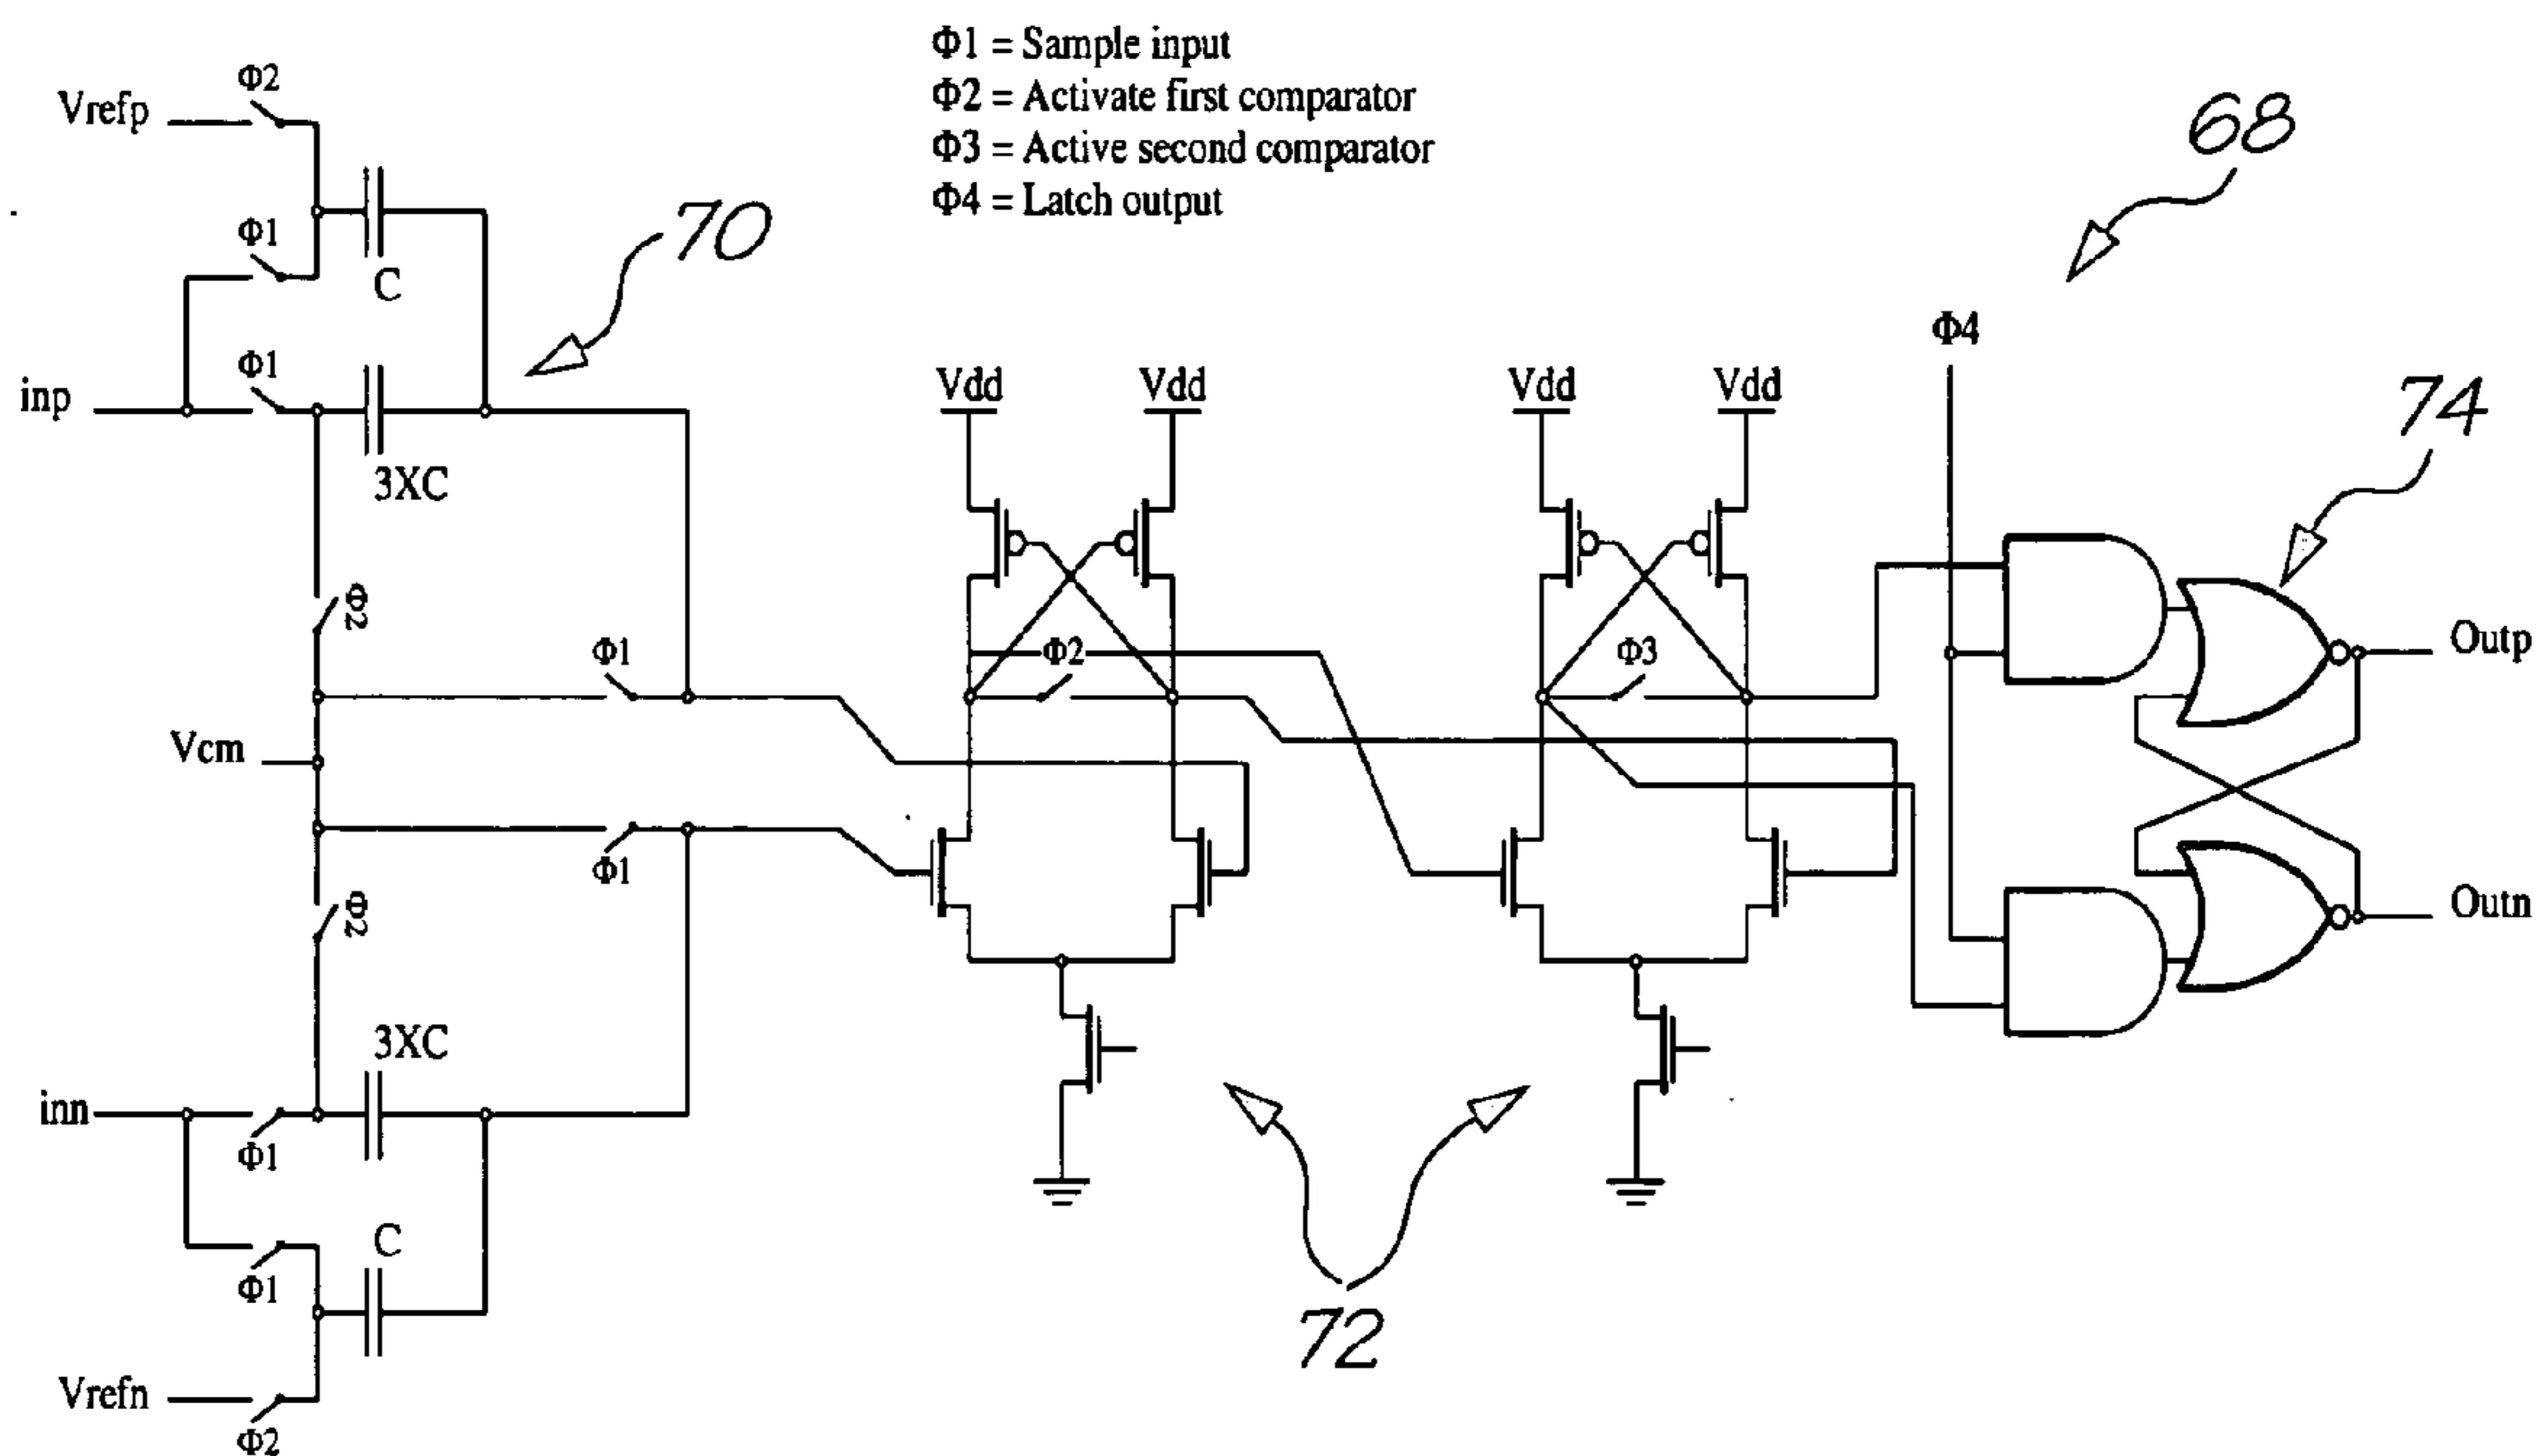 Φ1 = Sample input
Φ2 = Activate first comparator
Φ3 = Active second comparator
Φ4 = Latch output
68
Φ2
Vrefp
70
Φ1
C
Φ4
Φ1
inp
Vdd
Vdd
Vdd
Vdd
74
3XC
Φ2
Φ1
Φ2
Φ3
Outp
Vcm
Φ1
Φ2
Outn
3XC
inn
Φ1
C
Φ1
72
Vrefn
Φ2